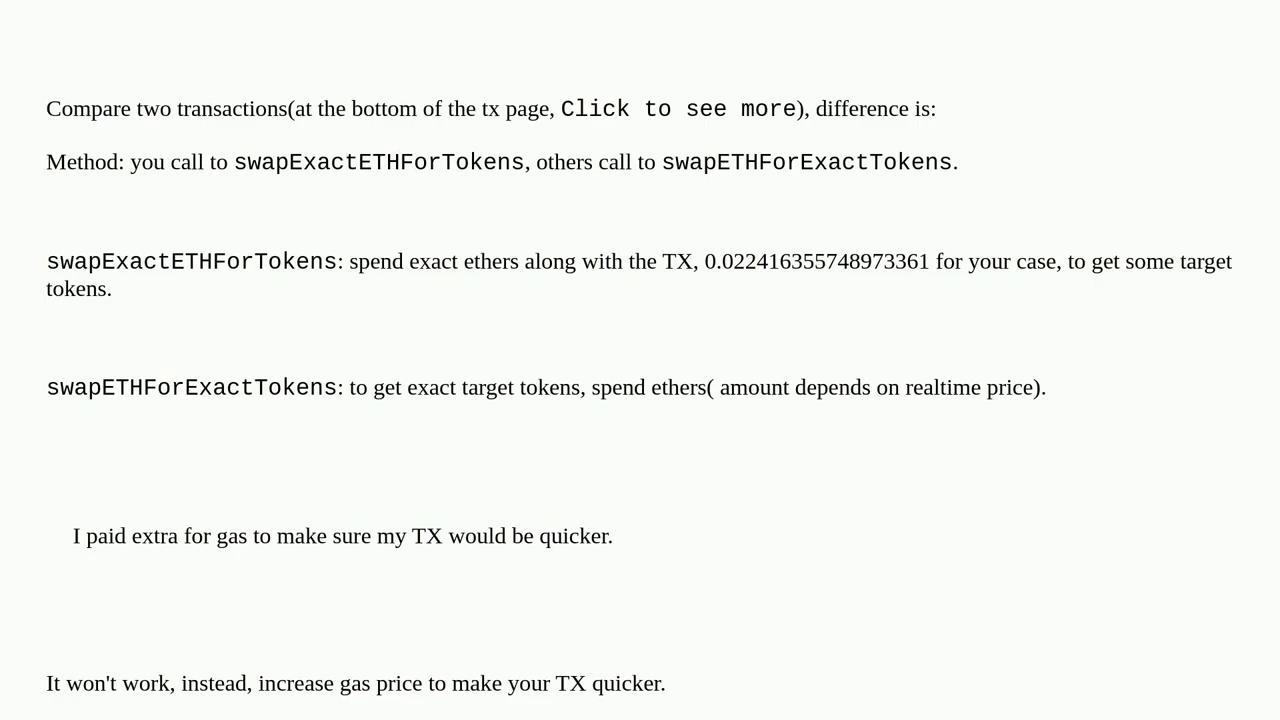 Compare two transactions(at the bottom of the tx page, Click to see more), difference is:
Method: you call to swapExactETHForTokens, others call to swapETHForExactTokens.
swapExactETHForTokens: spend exact ethers along with the TX, 0.022416355748973361 for your case, to get some target
tokens.
swapETHForExactTokens: to get exact target tokens, spend ethers( amount depends on realtime price).
I paid extra for gas to make sure my TX would be quicker.
It won't work, instead, increase gas price to make your TX quicker.